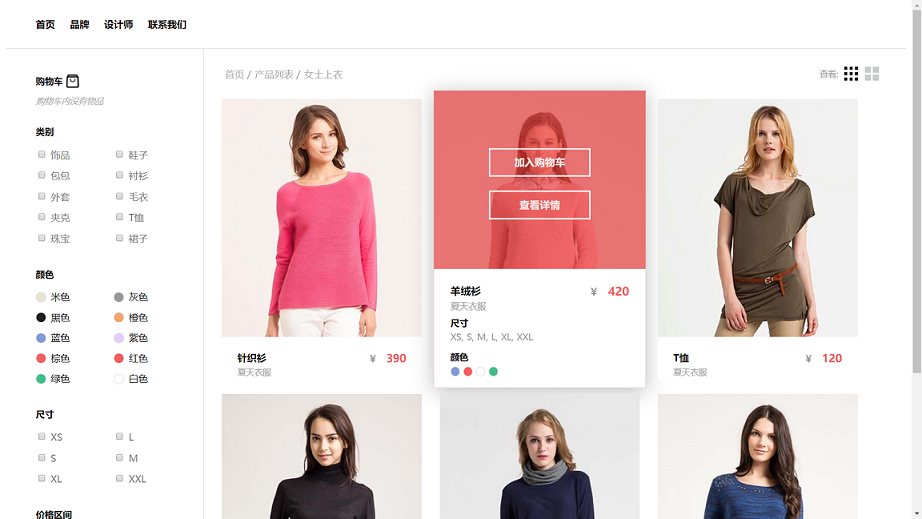 首页 品牌 设计师 联系我们
购物车
购物车内没有物品
类别
饰品 鞋子
包包 衬衫
外套 毛衣
夹克 T恤
珠宝 裙子
颜色
米色 灰色
黑色 橙色
蓝色 紫色
棕色 红色
绿色 白色
尺寸
XS L
S M
XL XXL
价格区间
首页 / 产品列表 / 女士上衣
查看:
针织衫 ¥ 390
夏天衣服
加入购物车
查看详情
羊绒衫 ¥ 420
夏天衣服
尺寸
XS, S, M, L, XL, XXL
颜色
T恤 ¥ 120
夏天衣服